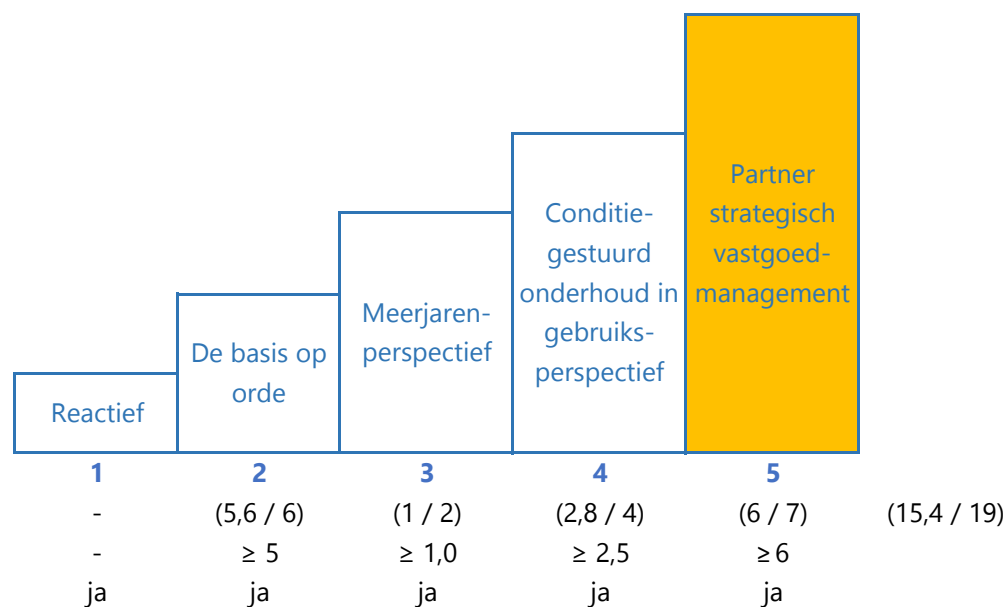 Reactief
De basis op
orde
Meerjaren-
perspectief
Conditie-
gestuurd
onderhoud in
gebruiks-
perspectief
Partner
strategisch
vastgoed-
management
1 2 3 4 5
- (5,6 / 6) (1 / 2) (2,8 / 4) (6 / 7) (15,4 / 19)
- ≥ 5 ≥ 1,0 ≥ 2,5 ≥ 6
ja ja ja ja ja